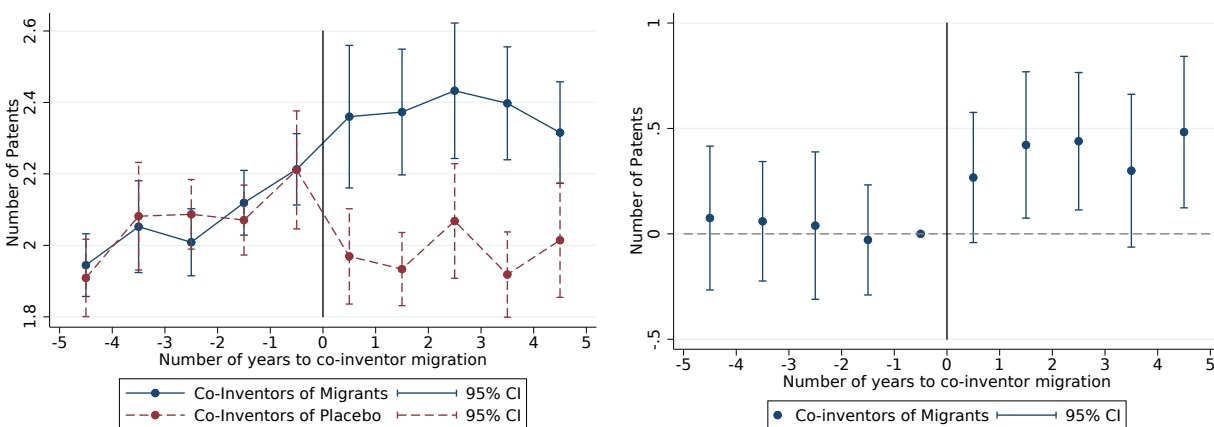 Number of Patents
2.6
2.4
2.2
2
1.8
-5 -4 -3 -2 -1 0 1 2 3 4 5
Number of years to co-inventor migration
Co-Inventors of Migrants 95% CI
Co-Inventors of Placebo 95% CI
Number of Patents
1
.5
0
-.5
-5 -4 -3 -2 -1 0 1 2 3 4 5
Number of years to co-inventor migration
Co-inventors of Migrants 95% CI